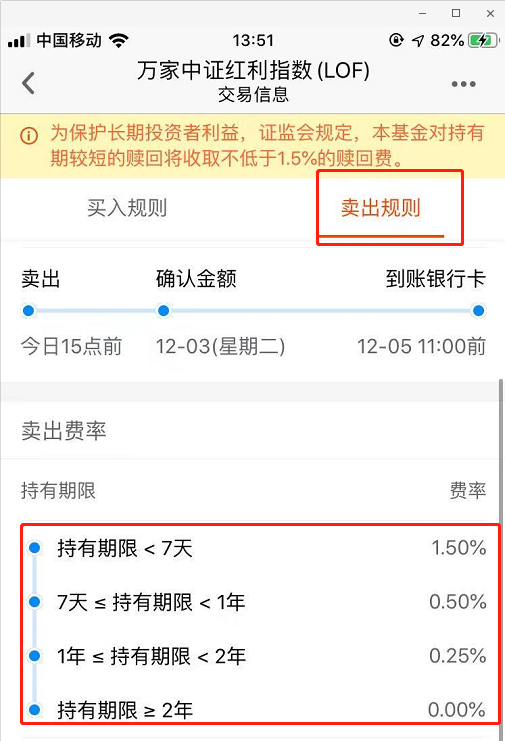 中国移动 13:51 82%
万家中证红利指数(LOF)
交易信息
为保护长期投资者利益，证监会规定，本基金对持有
期较短的赎回将收取不低于1.5%的赎回费。
买入规则 卖出规则
卖出 确认金额 到账银行卡
今日15点前 12-03(星期二) 12-05 11:00前
卖出费率
持有期限 费率
持有期限 < 7天 1.50%
7天 ≤ 持有期限 < 1年 0.50%
1年 ≤ 持有期限 < 2年 0.25%
持有期限 ≥ 2年 0.00%